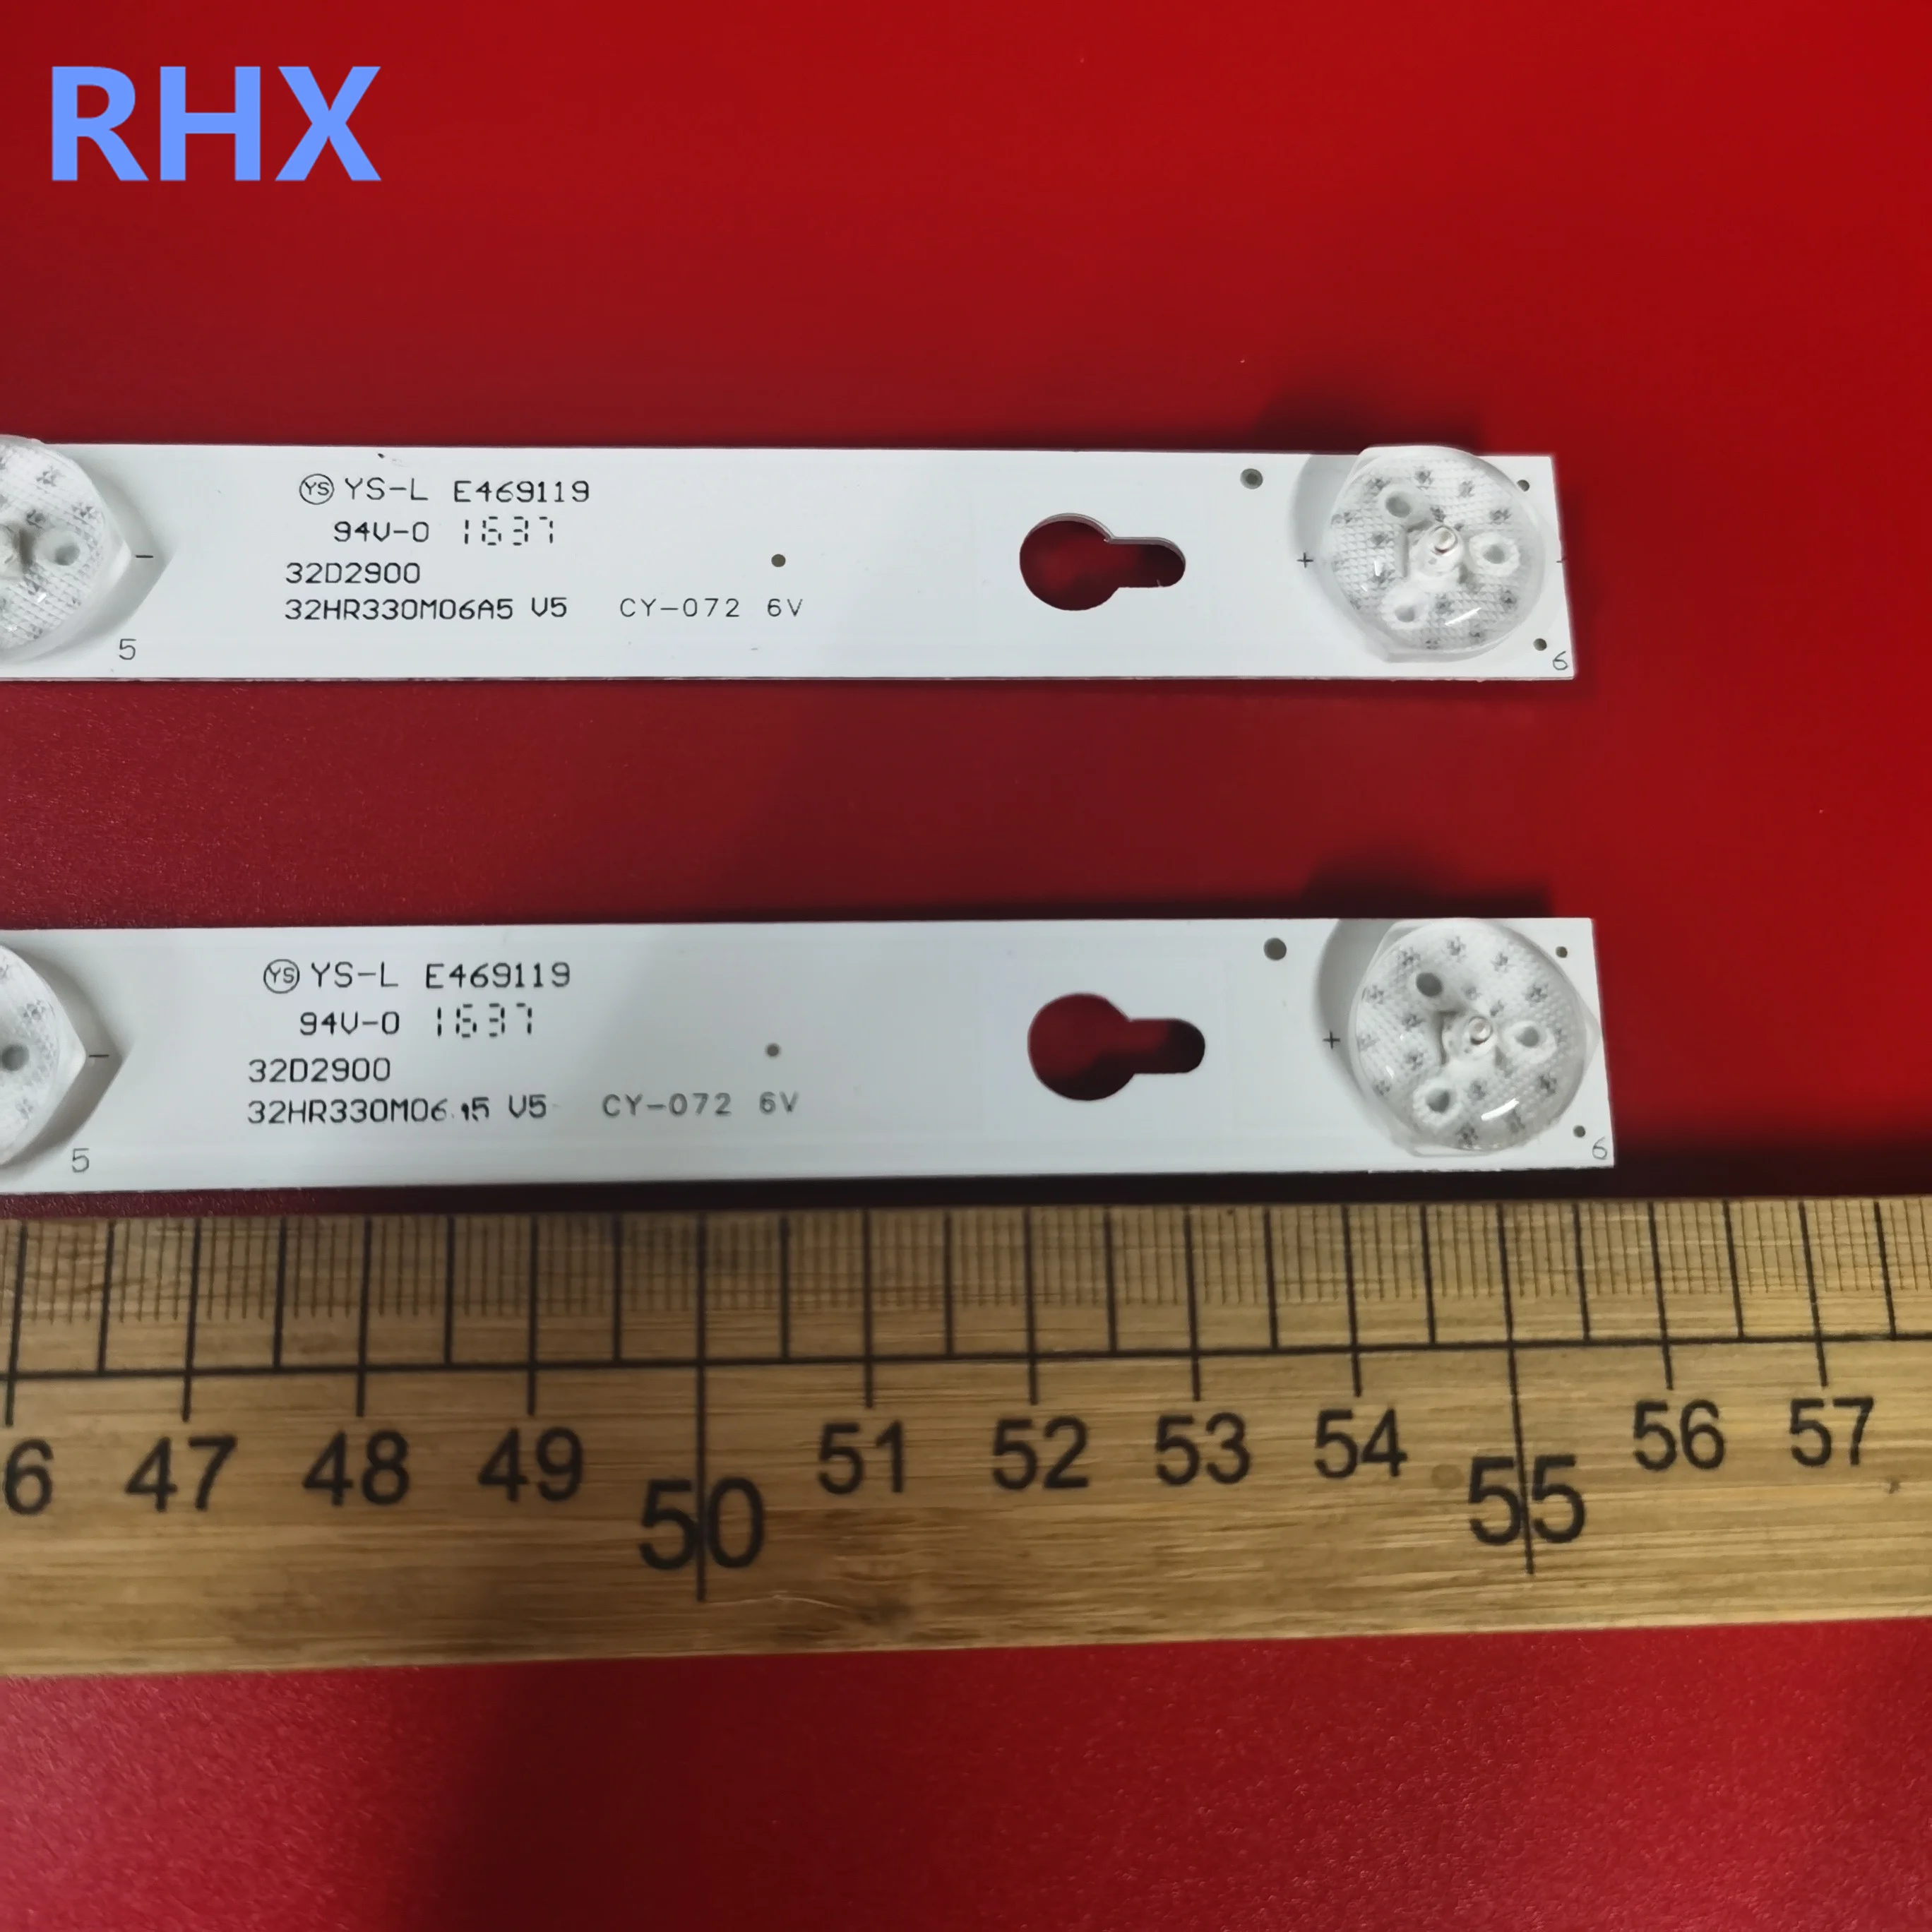 RHX
YS YS-L E469119
94V-0 1637
32D2900
32HR330M06A5 V5 CY-072 6V
- + -
5 6
YS YS-L E469119
94V-0 1637
32D2900
32HR330M06 15 V5 CY-072 6V
- +
5 6
6 47 48 49 50 51 52 53 54 55 56 57